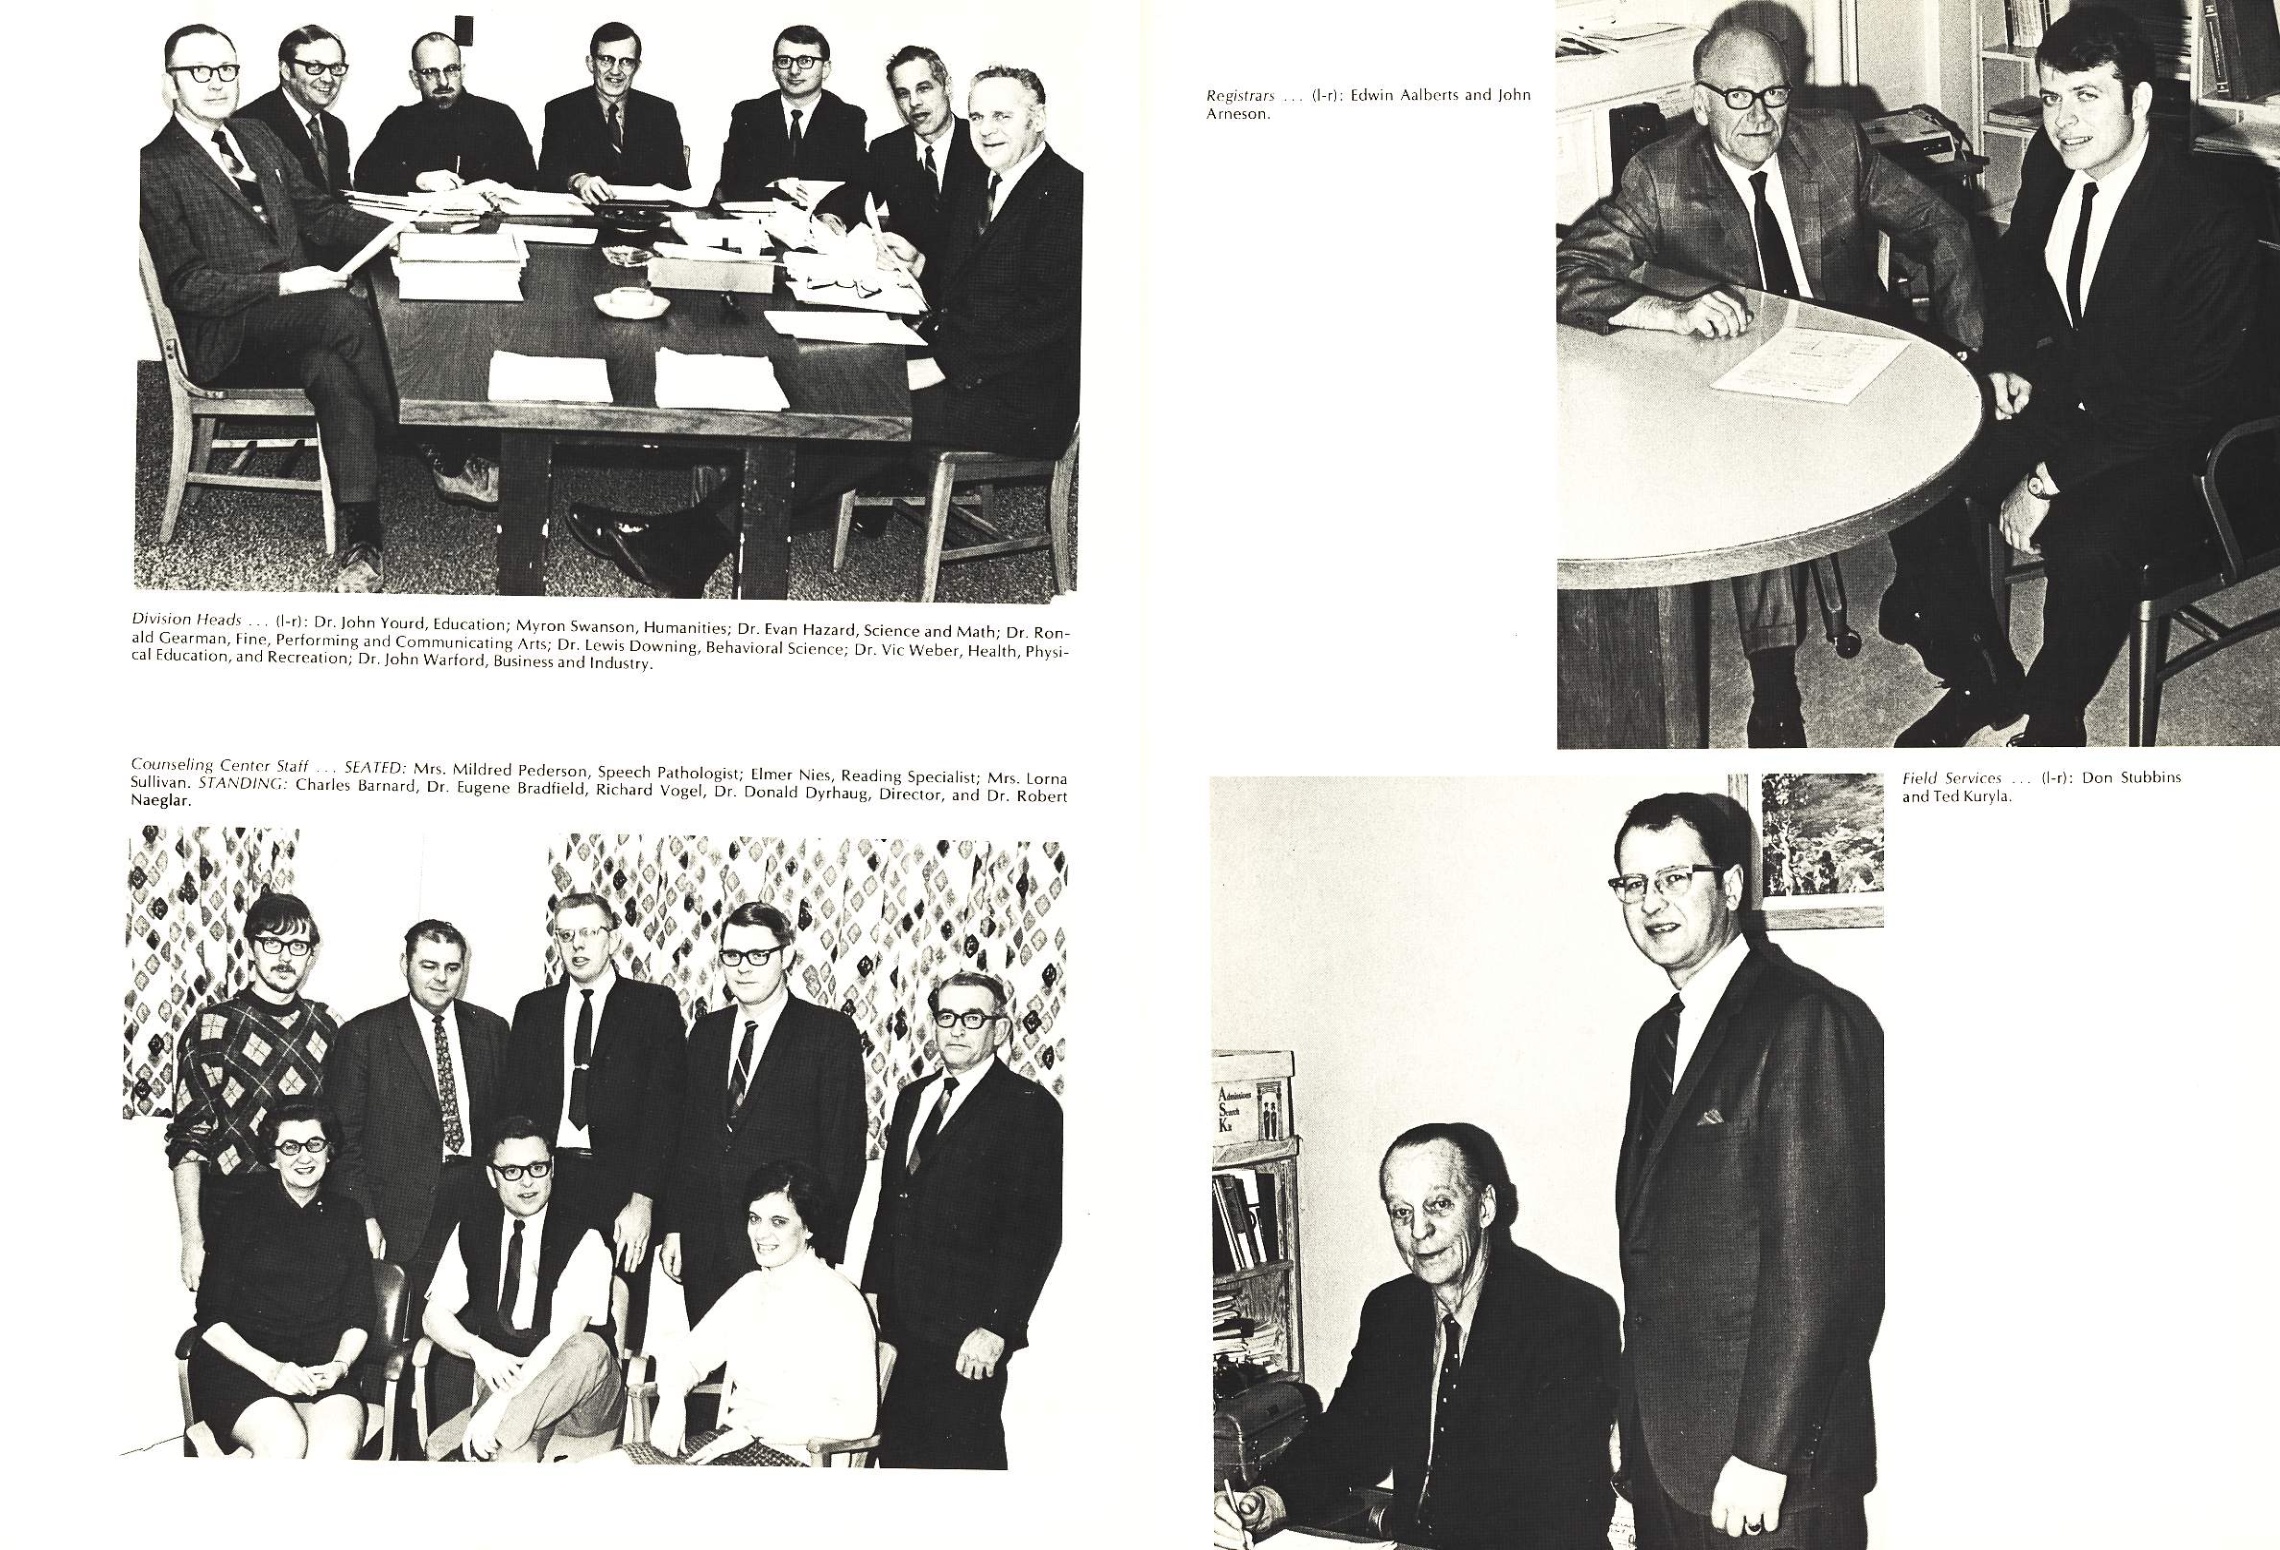 Division Heads ... (l-r): Dr. John Yourd, Education; Myron Swanson, Humanities; Dr. Evan Hazard, Science and Math; Dr. Ron-
ald Gearman, Fine, Performing and Communicating Arts; Dr. Lewis Downing, Behavioral Science; Dr. Vic Weber, Health, Physi-
cal Education, and Recreation; Dr. John Warford, Business and Industry.
Counseling Center Staff ... SEATED: Mrs. Mildred Pederson, Speech Pathologist; Elmer Nies, Reading Specialist; Mrs. Lorna
Sullivan. STANDING: Charles Barnard, Dr. Eugene Bradfield, Richard Vogel, Dr. Donald Dyrhaug, Director, and Dr. Robert
Naeglar.
Registrars ... (l-r): Edwin Aalberts and John
Arneson.
Field Services ... (l-r): Don Stubbins
and Ted Kuryla.
Admissions
Search
Kit